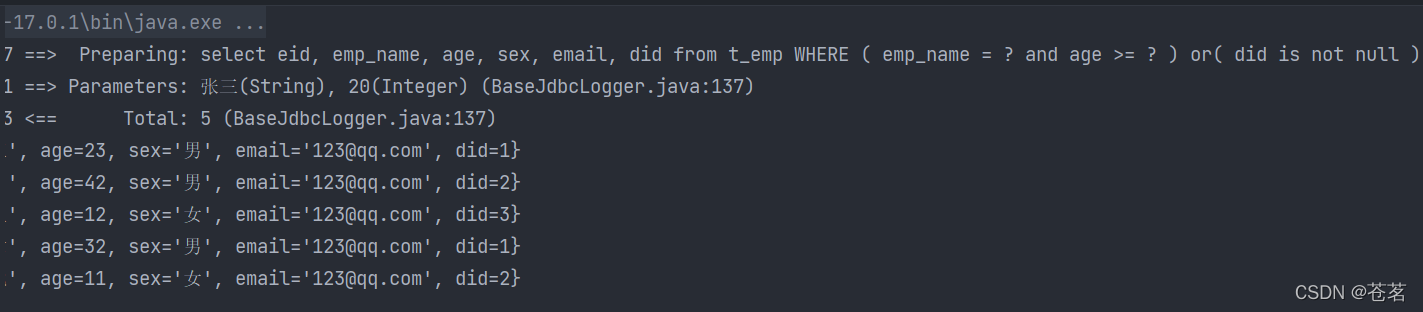 -17.0.1\bin\java.exe ...
7 ==>  Preparing: select eid, emp_name, age, sex, email, did from t_emp WHERE ( emp_name = ? and age >= ? ) or( did is not null )
1 ==> Parameters: 张三(String), 20(Integer) (BaseJdbcLogger.java:137)
3 <==      Total: 5 (BaseJdbcLogger.java:137)
', age=23, sex='男', email='123@qq.com', did=1}
', age=42, sex='男', email='123@qq.com', did=2}
', age=12, sex='女', email='123@qq.com', did=3}
', age=32, sex='男', email='123@qq.com', did=1}
', age=11, sex='女', email='123@qq.com', did=2}
CSDN @苍茗